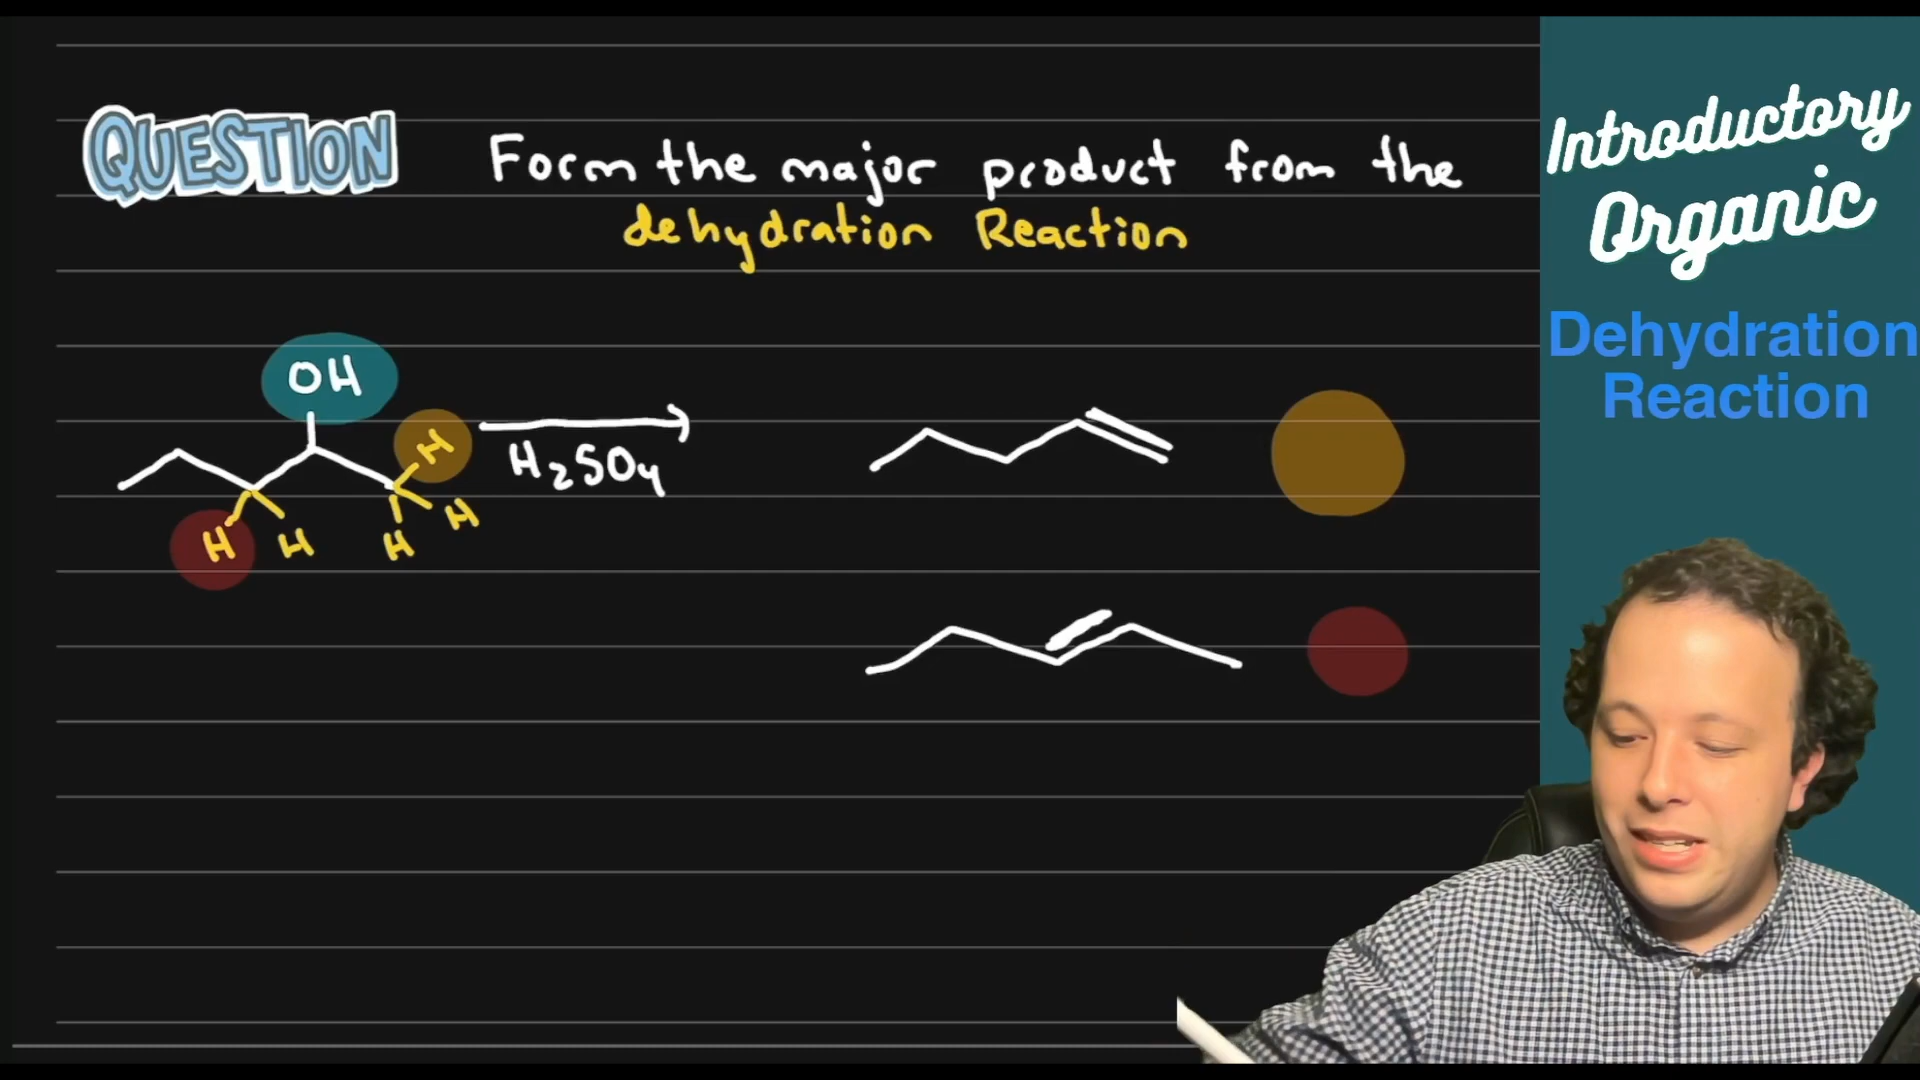 QUESTION Form the major product from the
dehydration Reaction
OH
H
H₂SO₄
H H H H
Introductory
Organic
Dehydration
Reaction